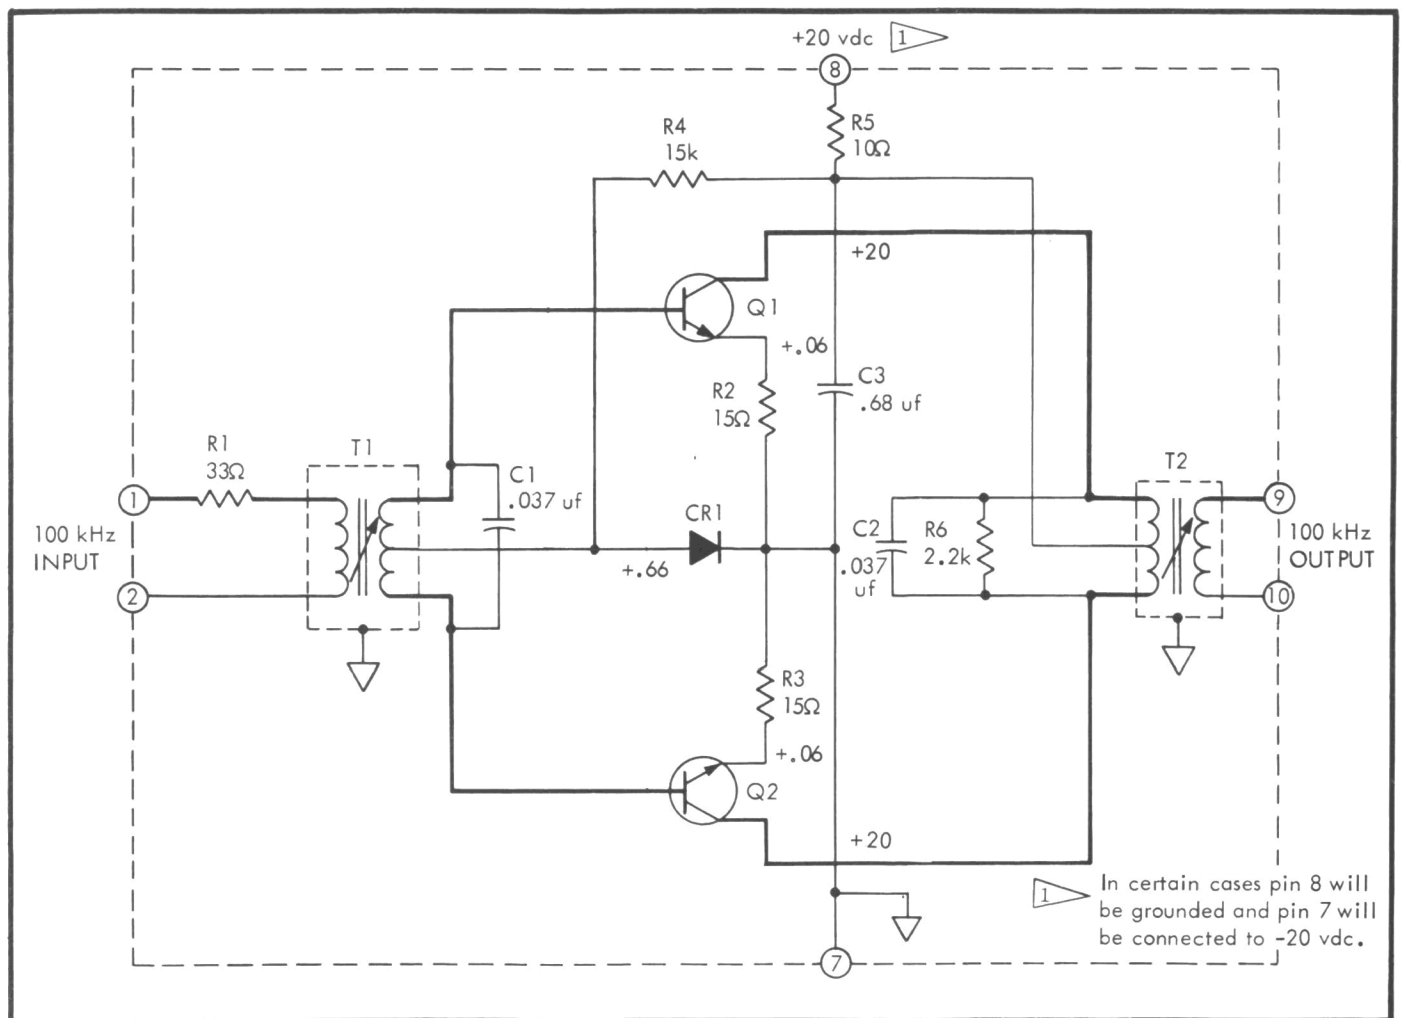 +20 vdc 1
8
R4
15k
R5
10Ω
+20
Q1
+.06
R2
15Ω
C3
.68 uf
R1
33Ω
T1
C1
.037 uf
T2
1
100 kHz
INPUT
2
CR1
+.66
C2
.037
uf
R6
2.2k
9
100 kHz
OUTPUT
10
R3
15Ω
+.06
Q2
+20
1 In certain cases pin 8 will
be grounded and pin 7 will
be connected to -20 vdc.
7